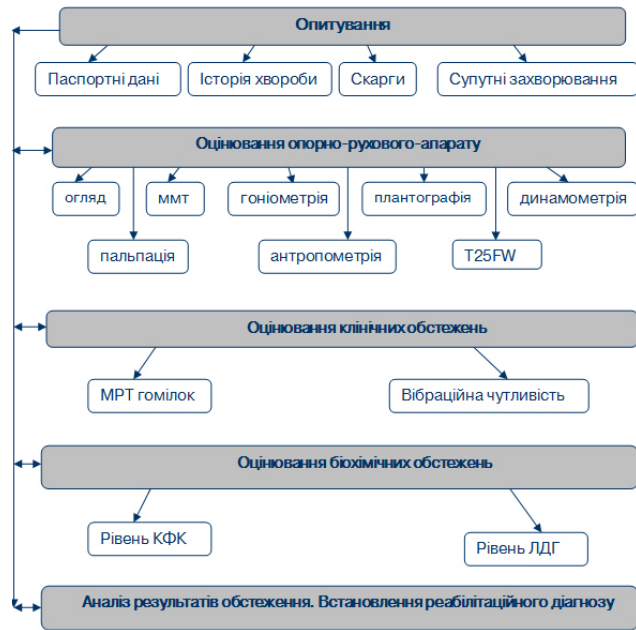 Опитування
Паспортні дані
Історія хвороби
Скарги
Супутні захворювання
Оцінювання опорно-рухового-апарату
огляд
ммт
гоніометрія
плантографія
динамометрія
пальпація
антропометрія
T25FW
Оцінювання клінічних обстежень
МРТ гомілок
Вібраційна чутливість
Оцінювання біохімічних обстежень
Рівень КФК
Рівень ЛДГ
Аналіз результатів обстеження. Встановлення реабілітаційного діагнозу